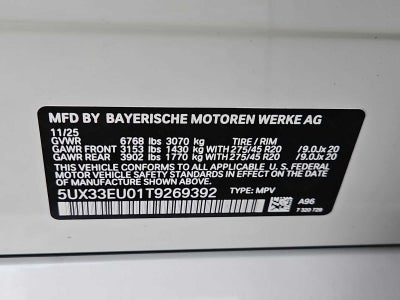 MFD BY BAYERISCHE MOTOREN WERKE AG
11/25
GVWR 6768 lbs 3070 kg TIRE / RIM
GAWR FRONT 3153 lbs 1430 kg W/275/45 R20 /9.0Jx 20
GAWR REAR 3902 lbs 1770 kg W/275/45 R20 /9.0Jx 20
THIS VEHICLE CONFORMS TO ALL APPLICABLE U.S. FEDERAL
MOTOR VEHICLE SAFETY STANDARDS IN EFFECT ON
THE DATE OF MANUFACTURE SHOWN ABOVE.
5UX33EU01T9269392 TYPE: MPV
A96
7 320 729